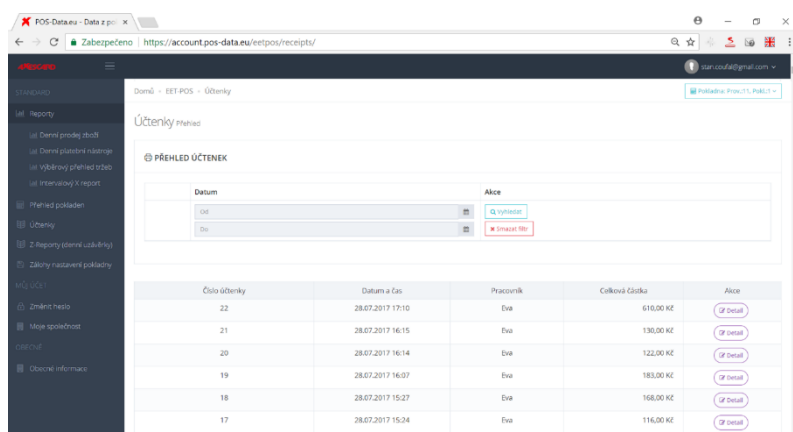 POS-Data.eu - Data z pol
Zabezpečeno | https://account.pos-data.eu/eetpos/receipts/
stan.coufal@gmail.com
STANDARD
Domů › EET-POS › Účtenky
Pokladna: Prov.:11, Pokl.:1
Reporty
Účtenky Přehled
Denní prodej zboží
Denní platební nástroje
Výběrový přehled tržeb
Intervalový X report
PŘEHLED ÚČTENEK
Přehled pokladen
Účtenky
Z-Reporty (denní uzávěrky)
Zálohy nastavení pokladny
Datum Akce
Od Vyhledat
Do Smazat filtr
MŮJ ÚČET
Změnit heslo
Moje společnost
OBECNÉ
Obecné informace
Číslo účtenky Datum a čas Pracovník Celková částka Akce
22 28.07.2017 17:10 Eva 610,00 Kč Detail
21 28.07.2017 16:15 Eva 130,00 Kč Detail
20 28.07.2017 16:14 Eva 122,00 Kč Detail
19 28.07.2017 16:07 Eva 183,00 Kč Detail
18 28.07.2017 15:27 Eva 168,00 Kč Detail
17 28.07.2017 15:24 Eva 116,00 Kč Detail